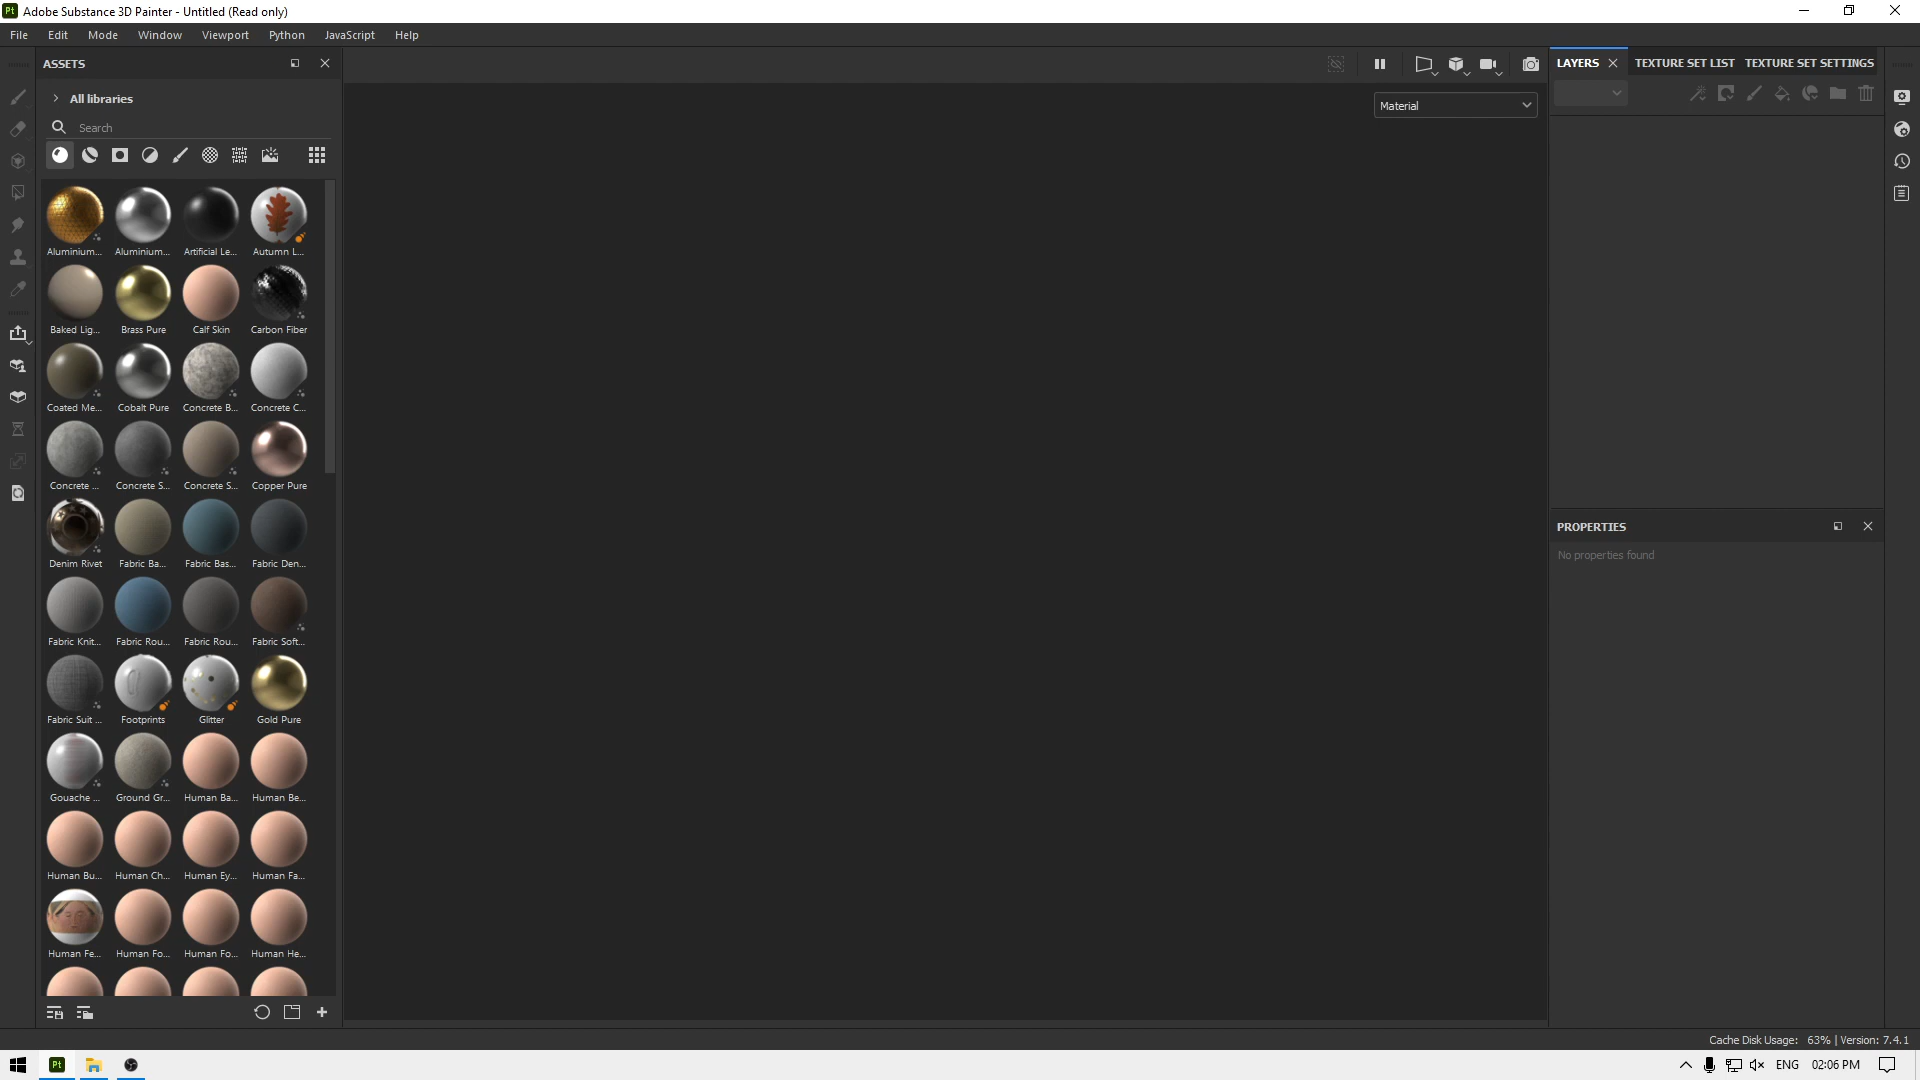 Pt Adobe Substance 3D Painter - Untitled (Read only)
File Edit Mode Window Viewport Python JavaScript Help
ASSETS
All libraries
Search
Aluminium... Aluminium... Artificial Le... Autumn L...
Baked Lig... Brass Pure Calf Skin Carbon Fiber
Coated Me... Cobalt Pure Concrete B... Concrete C...
Concrete ... Concrete S... Concrete S... Copper Pure
Denim Rivet Fabric Ba... Fabric Bas... Fabric Den...
Fabric Knit... Fabric Rou... Fabric Rou... Fabric Soft...
Fabric Suit ... Footprints Glitter Gold Pure
Gouache ... Ground Gr... Human Ba... Human Be...
Human Bu... Human Ch... Human Ey... Human Fa...
Human Fe... Human Fo... Human Fo... Human He...
Material
LAYERS TEXTURE SET LIST TEXTURE SET SETTINGS
PROPERTIES
No properties found
Cache Disk Usage: 63% | Version: 7.4.1
Pt
ENG 02:06 PM